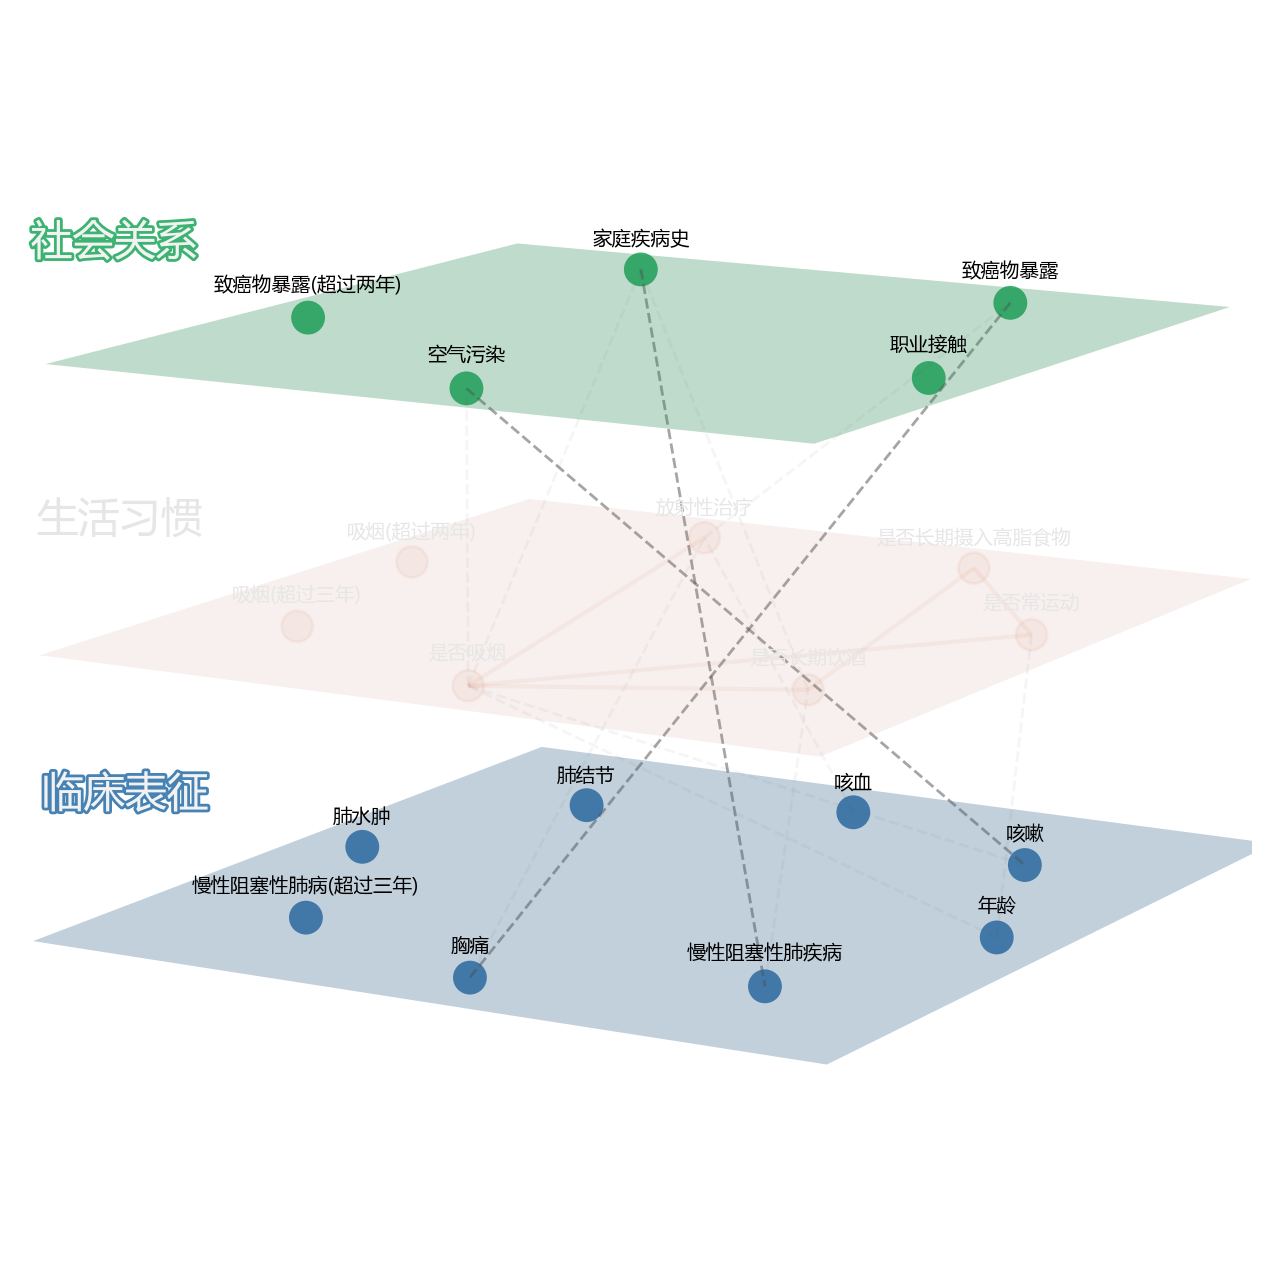 社会关系
家庭疾病史
致癌物暴露
致癌物暴露(超过两年)
职业接触
空气污染
生活习惯
放射性治疗
吸烟(超过两年)
是否长期摄入高脂食物
吸烟(超过三年)
是否常运动
是否吸烟
是否长期饮酒
临床表征
肺结节
咳血
肺水肿
咳嗽
慢性阻塞性肺病(超过三年)
年龄
胸痛
慢性阻塞性肺疾病